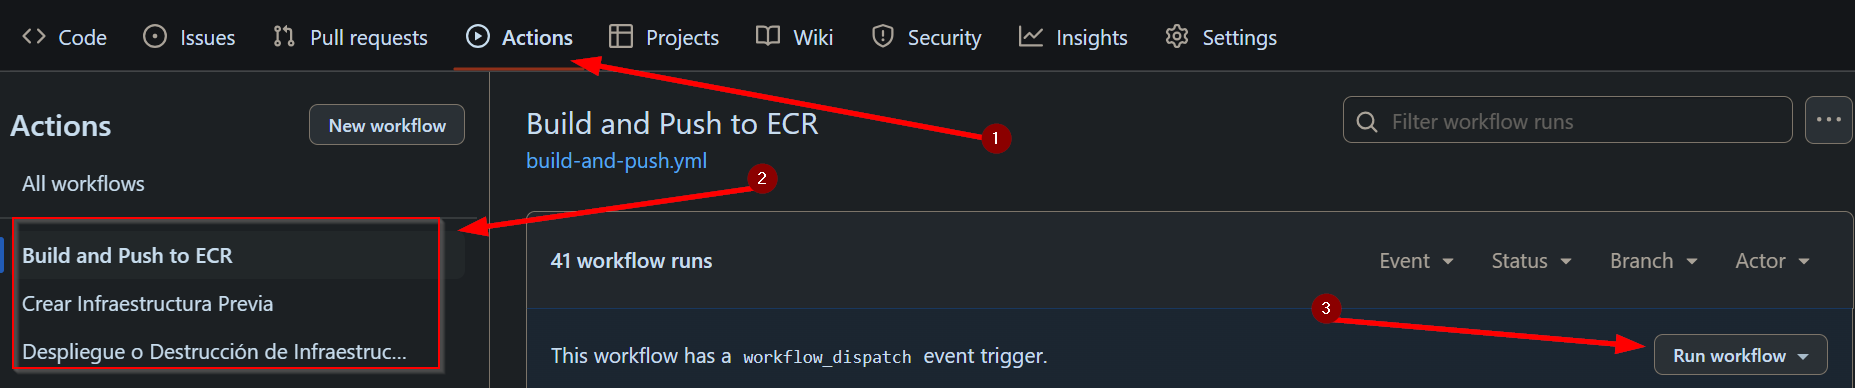 Code Issues Pull requests Actions Projects Wiki Security Insights Settings
Actions
New workflow
All workflows
Build and Push to ECR
Crear Infraestructura Previa
Despliegue o Destrucción de Infraestruc...
Build and Push to ECR
build-and-push.yml
Filter workflow runs
1
2
41 workflow runs
Event Status Branch Actor
3
This workflow has a workflow_dispatch event trigger.
Run workflow